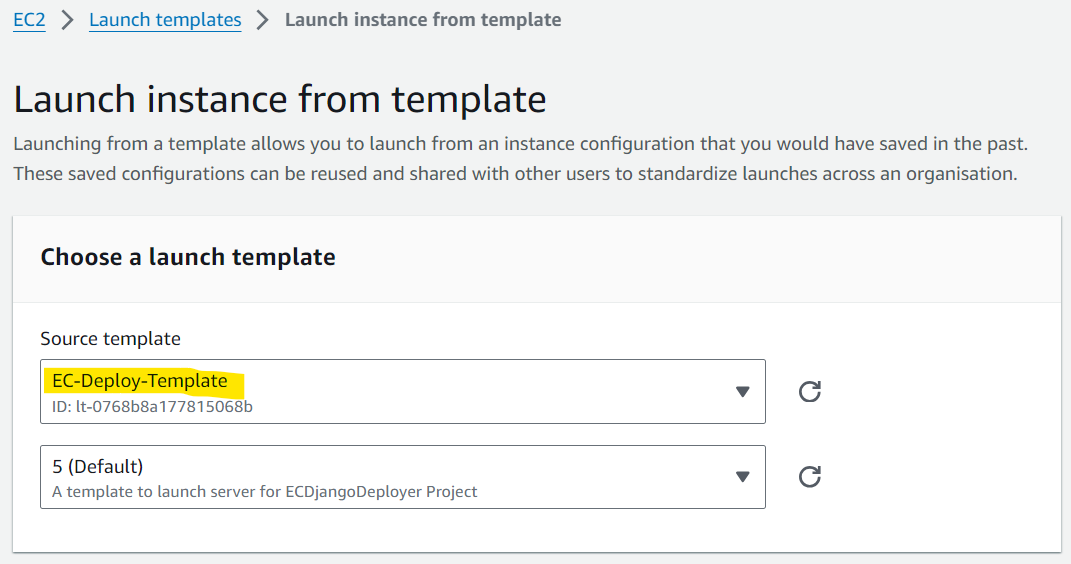 EC2 > Launch templates > Launch instance from template
Launch instance from template
Launching from a template allows you to launch from an instance configuration that you would have saved in the past.
These saved configurations can be reused and shared with other users to standardize launches across an organisation.
Choose a launch template
Source template
EC-Deploy-Template
ID: lt-0768b8a177815068b
5 (Default)
A template to launch server for ECDjangoDeployer Project